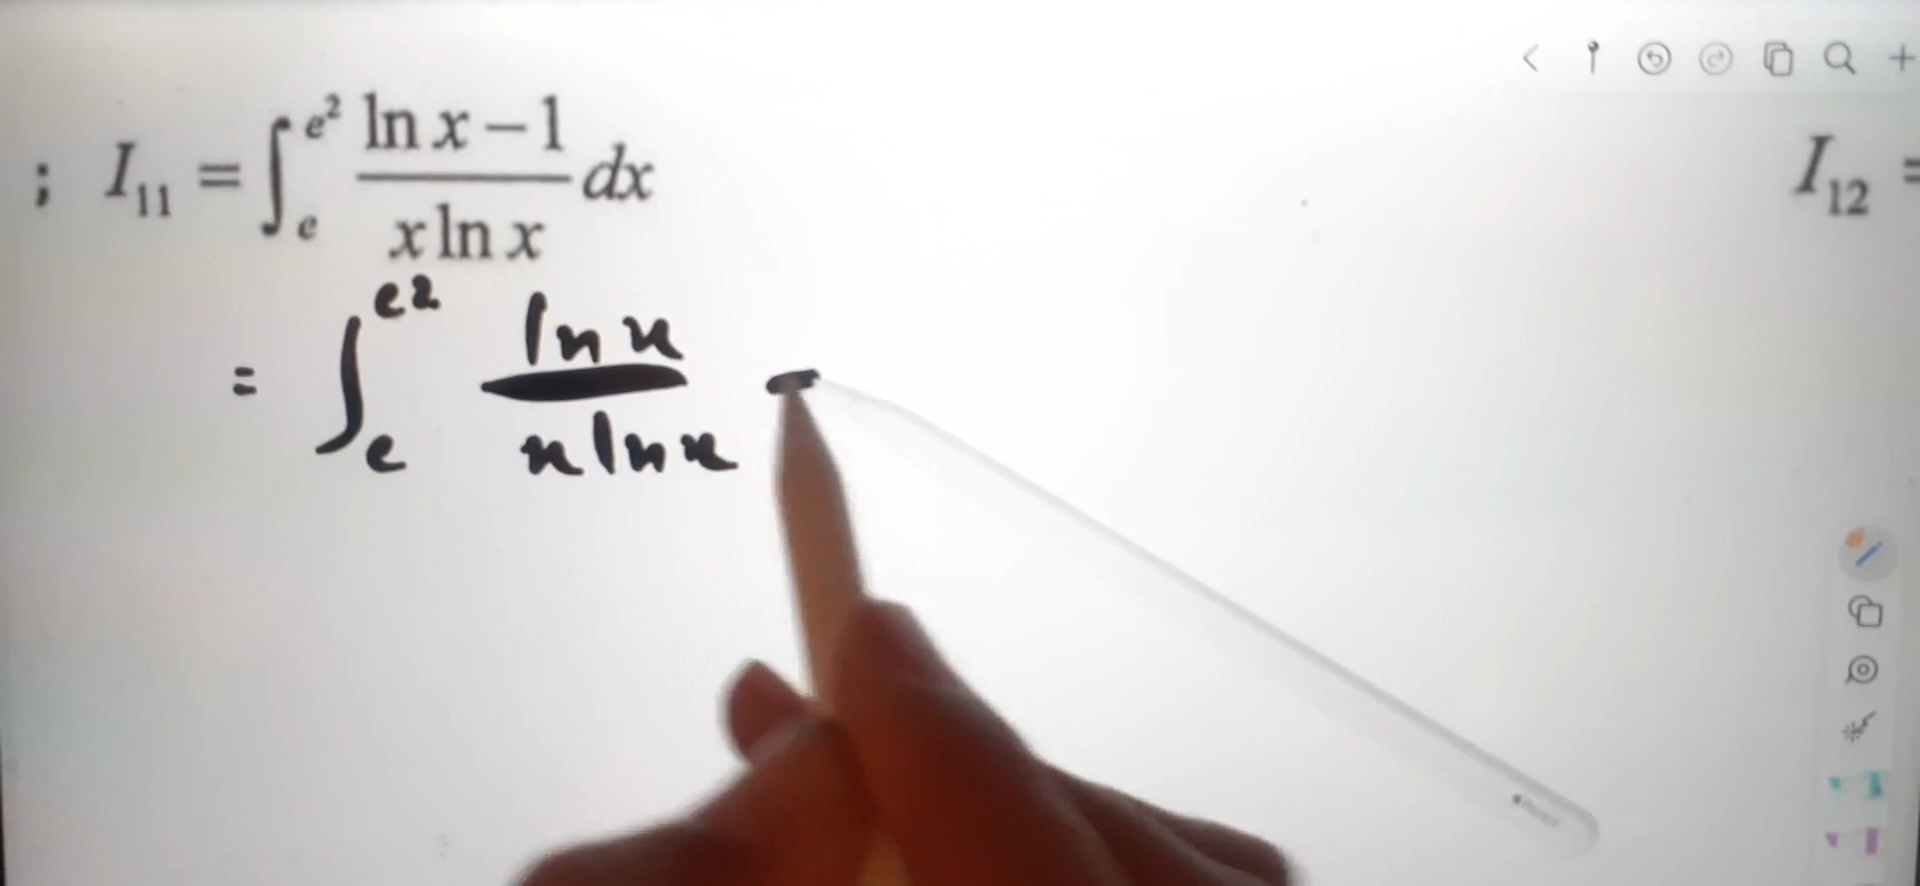 ; I₁₁ = ∫ₑ^{e²} (ln x − 1)/(x ln x) dx
I₁₂ =
= ∫ₑ^{e2} (ln x)/(x ln x) −